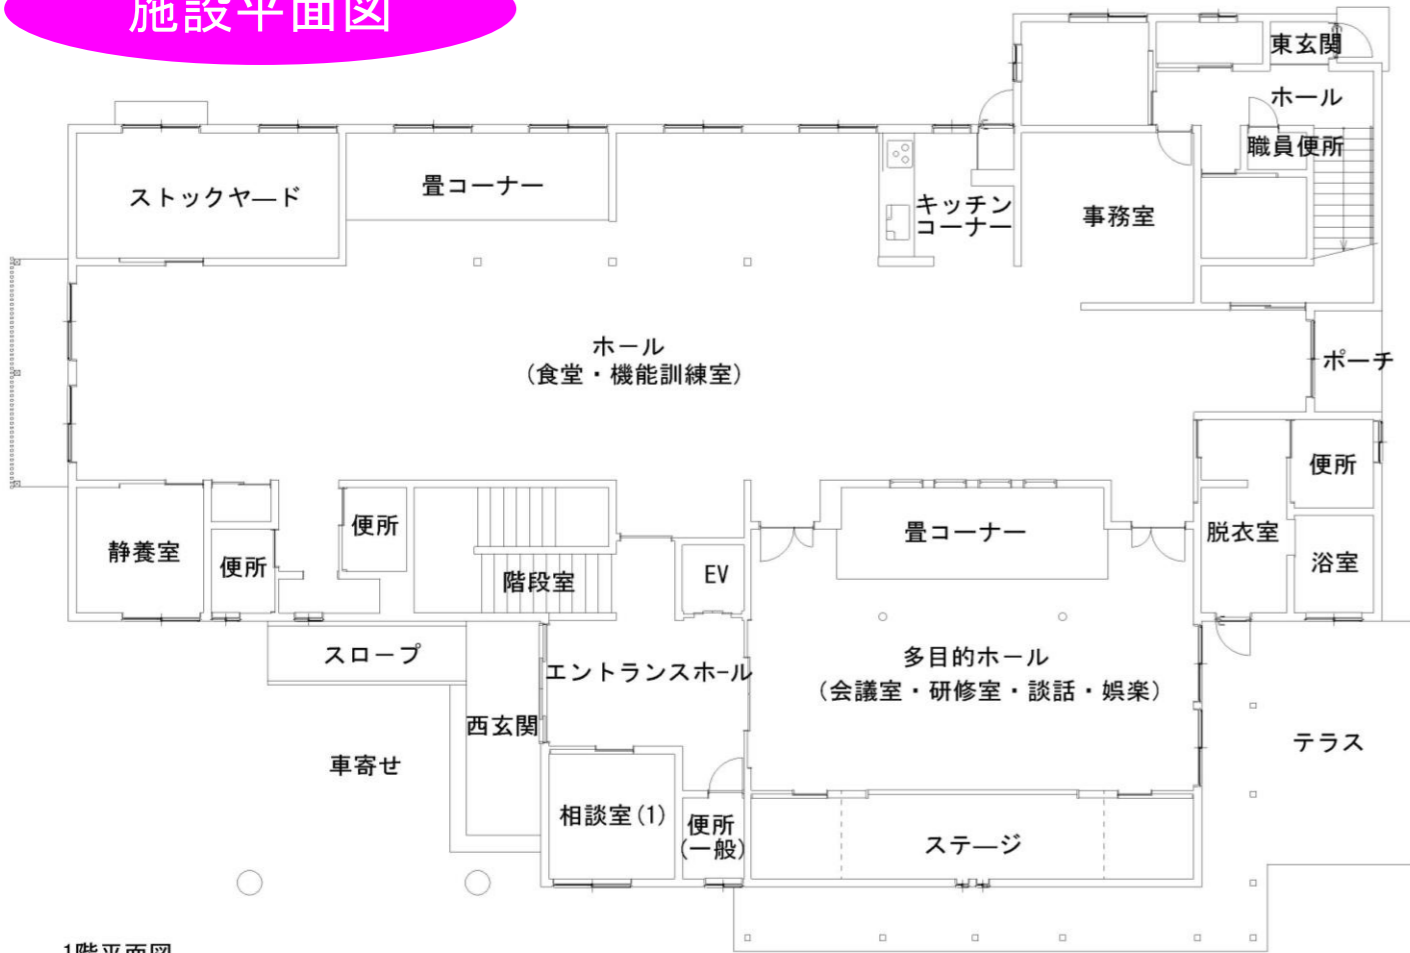 施設平面図
東玄関
ホール
職員便所
ストックヤード
畳コーナー
キッチン
コーナー
事務室
ホール
(食堂・機能訓練室)
ポーチ
便所
静養室
便所
便所
階段室
EV
畳コーナー
脱衣室
浴室
スロープ
エントランスホール
多目的ホール
(会議室・研修室・談話・娯楽)
西玄関
テラス
車寄せ
相談室(1)
便所
(一般)
ステージ
1階平面図